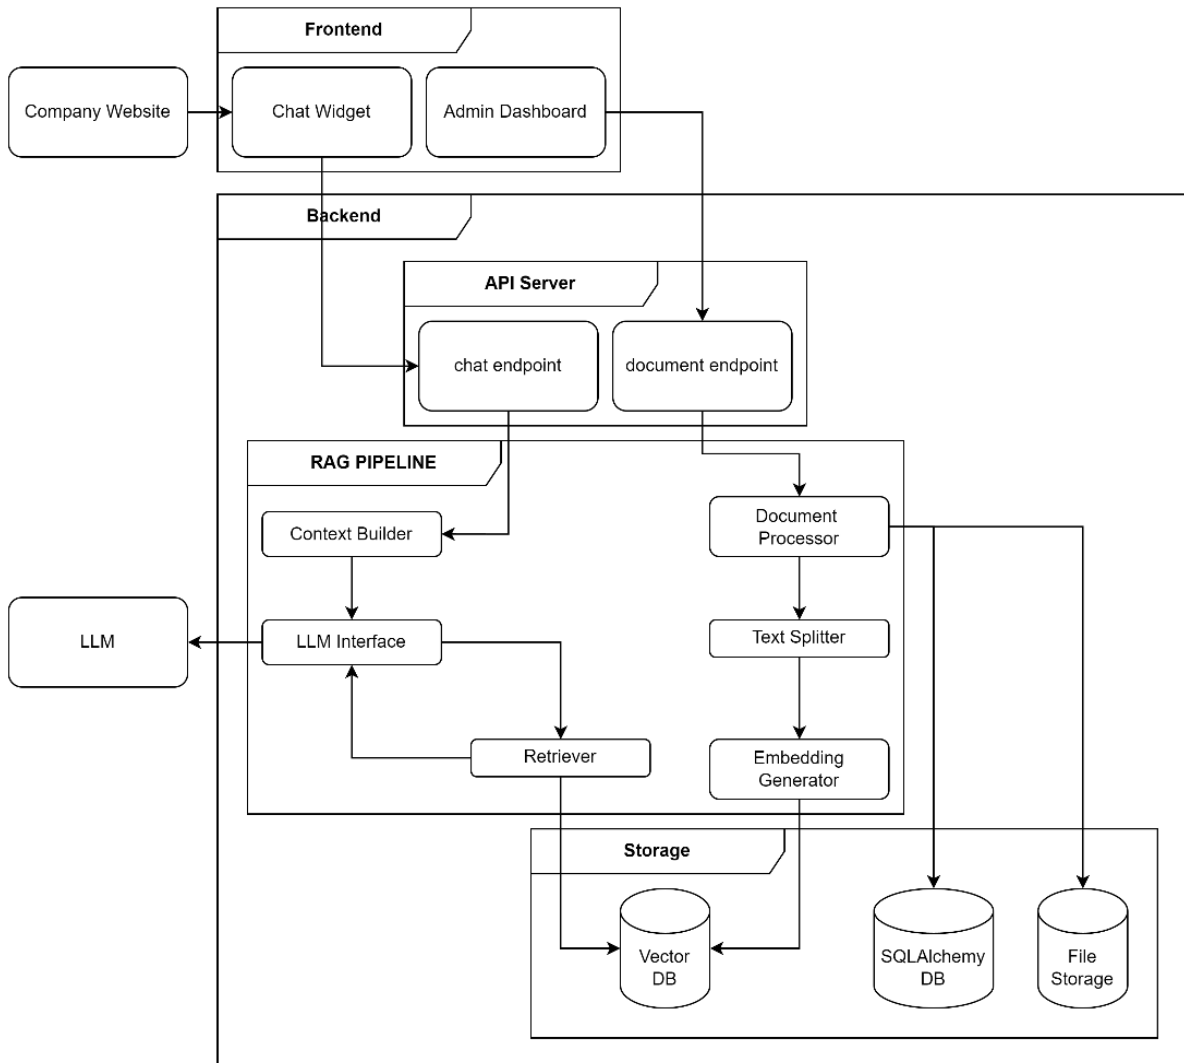 Frontend
Company Website
Chat Widget
Admin Dashboard
Backend
API Server
chat endpoint
document endpoint
RAG PIPELINE
Context Builder
Document
Processor
LLM
LLM Interface
Text Splitter
Retriever
Embedding
Generator
Storage
Vector
DB
SQLAlchemy
DB
File
Storage